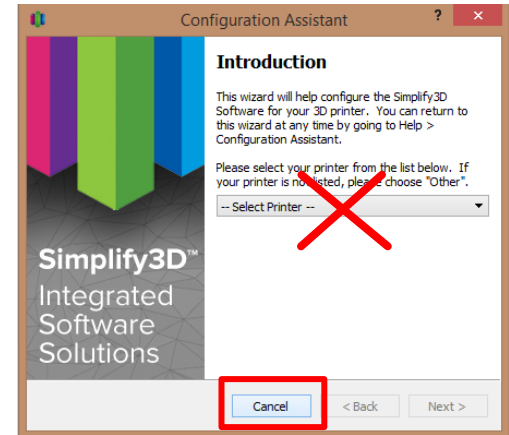 Configuration Assistant ? ×
Introduction
This wizard will help configure the Simplify3D
Software for your 3D printer. You can return to
this wizard at any time by going to Help >
Configuration Assistant.
Please select your printer from the list below. If
your printer is not listed, please choose "Other".
-- Select Printer --
Simplify3D™
Integrated
Software
Solutions
Cancel < Back Next >